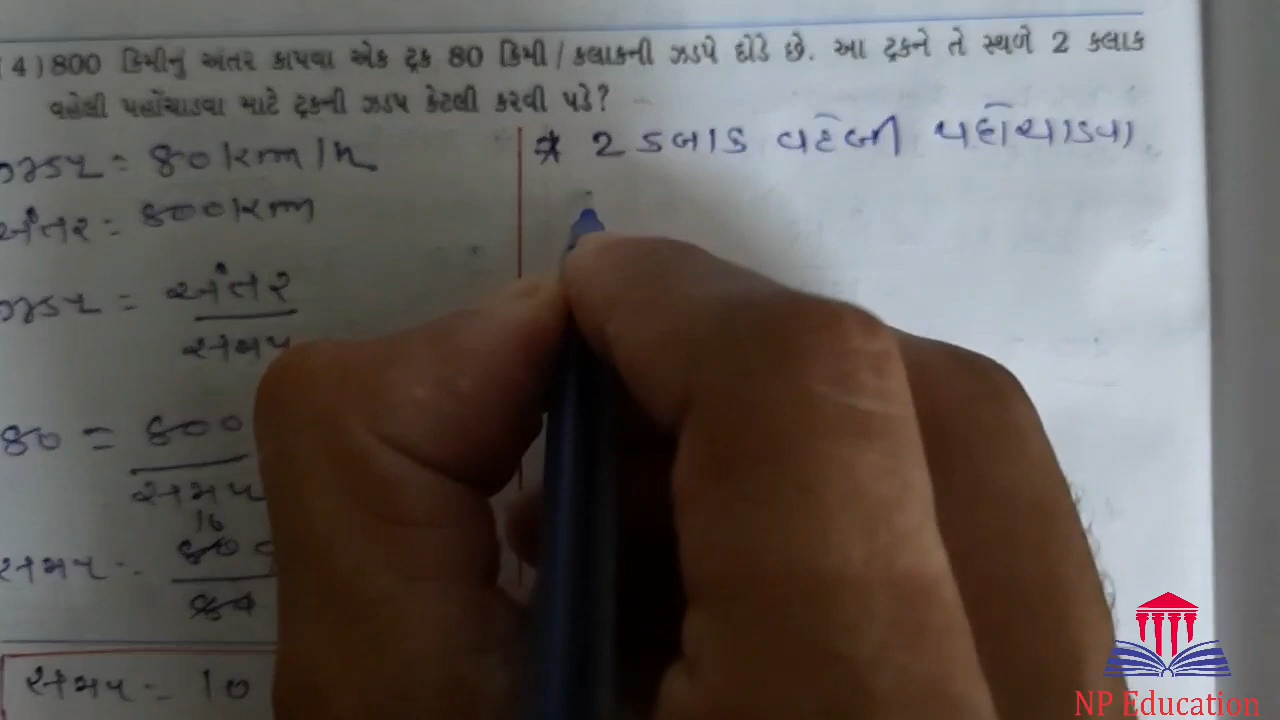 4) 800 કિમીનું અંતર કાપવા એક ટ્રક 80 કિમી / કલાકની ઝડપે દોડે છે. આ ટ્રકને તે સ્થળે 2 કલાક
વહેલી પહોંચાડવા માટે ટ્રકની ઝડપ કેટલી કરવી પડે?
ઝડપ = 80 km/h
અંતર = 800 km
ઝડપ = અંતર
સમય
80 = 800
સમય
10
સમય = 800
80
સમય = 10
* 2 કલાક વહેલી પહોંચાડવા
NP Education